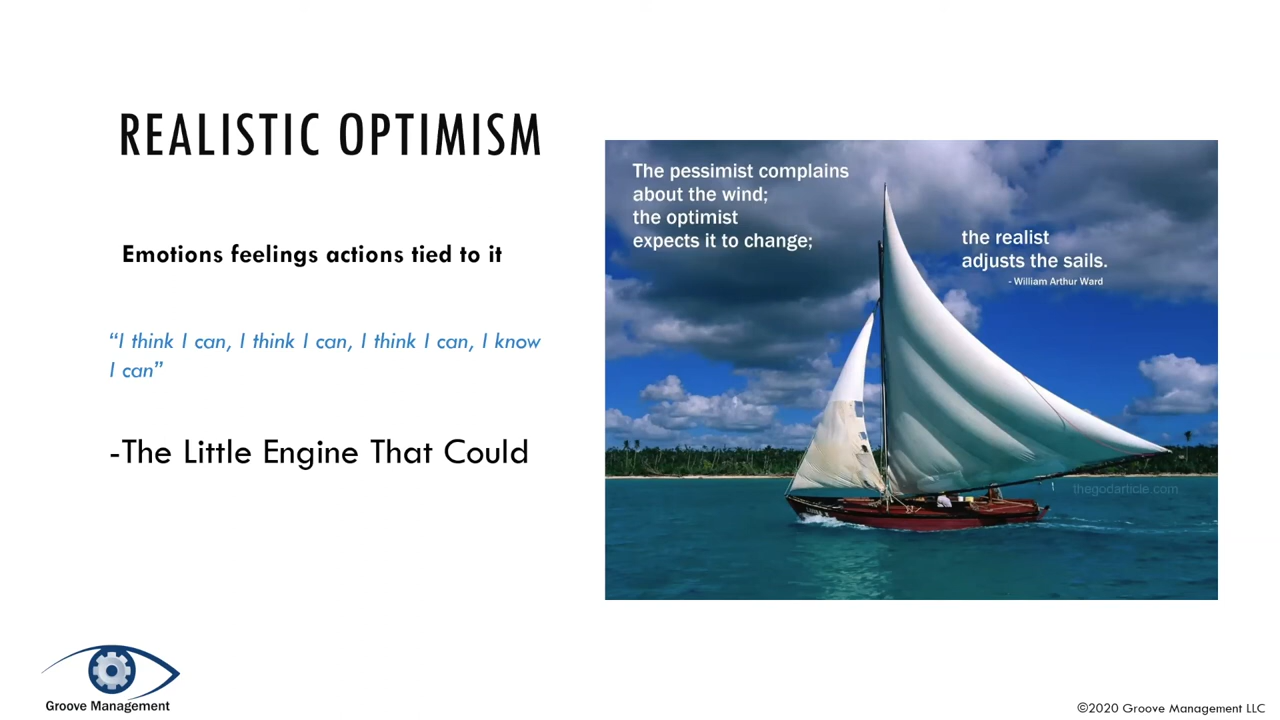 REALISTIC OPTIMISM
Emotions feelings actions tied to it
“I think I can, I think I can, I think I can, I know
I can”
-The Little Engine That Could
The pessimist complains
about the wind;
the optimist
expects it to change;
the realist
adjusts the sails.
- William Arthur Ward
thegodarticle.com
Groove Management
©2020 Groove Management LLC